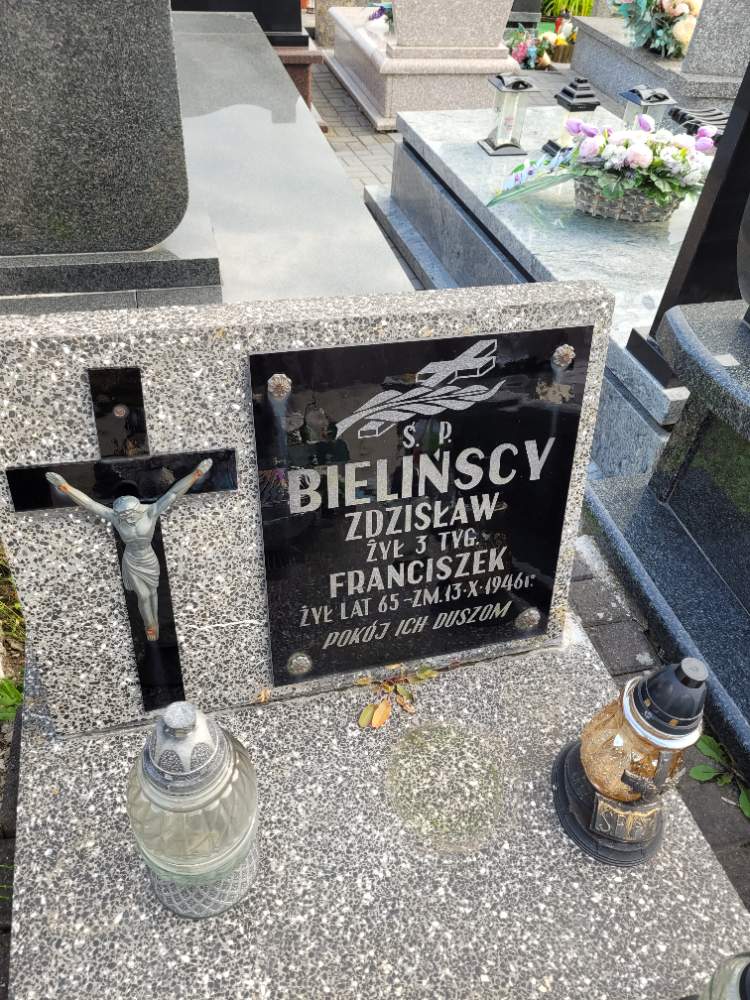 Ś. P.
BIELIŃSCY
ZDZISŁAW
ŻYŁ 3 TYG.
FRANCISZEK
ŻYŁ LAT 65 - ZM. 13·X·1946 r.
POKÓJ ICH DUSZOM